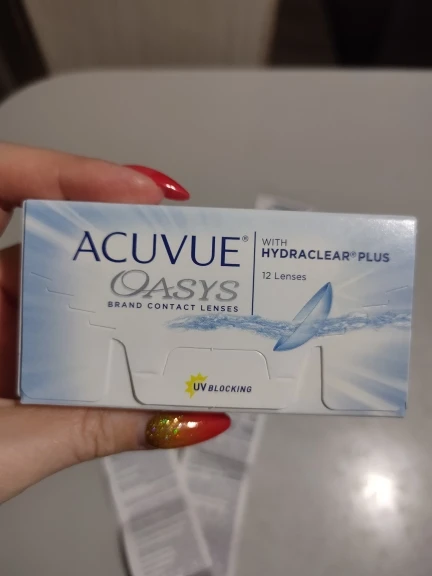 ACUVUE®
OASYS
BRAND CONTACT LENSES
WITH
HYDRACLEAR® PLUS
12 Lenses
UV BLOCKING